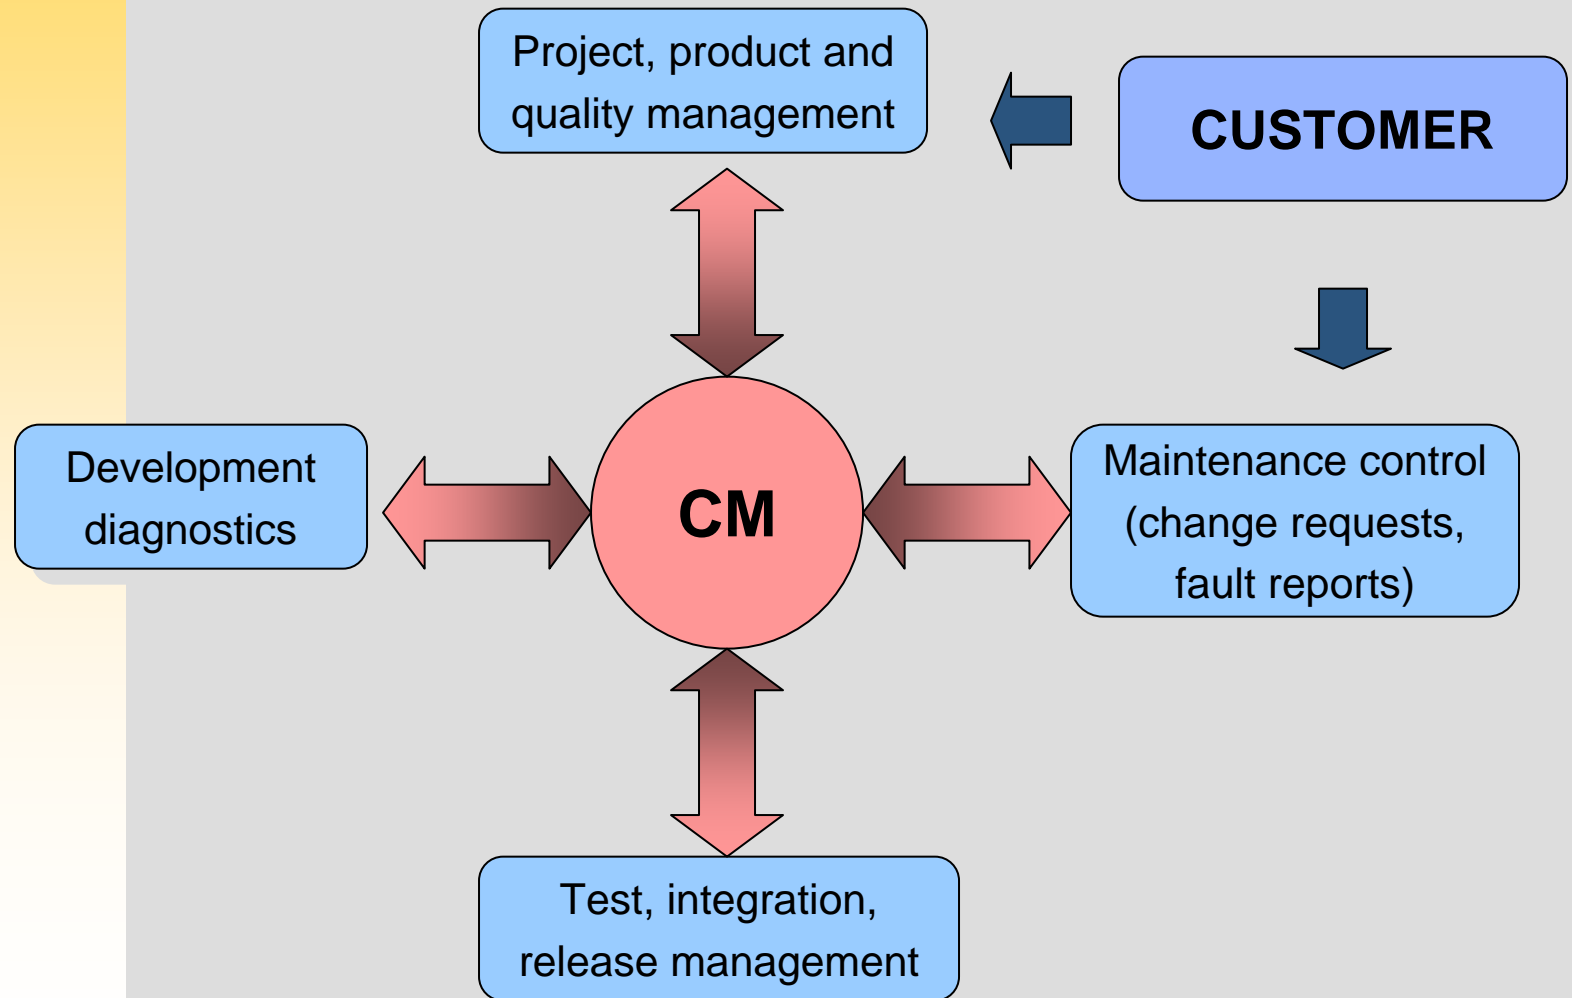 Project, product and
quality management
CUSTOMER
Development
diagnostics
CM
Maintenance control
(change requests,
fault reports)
Test, integration,
release management